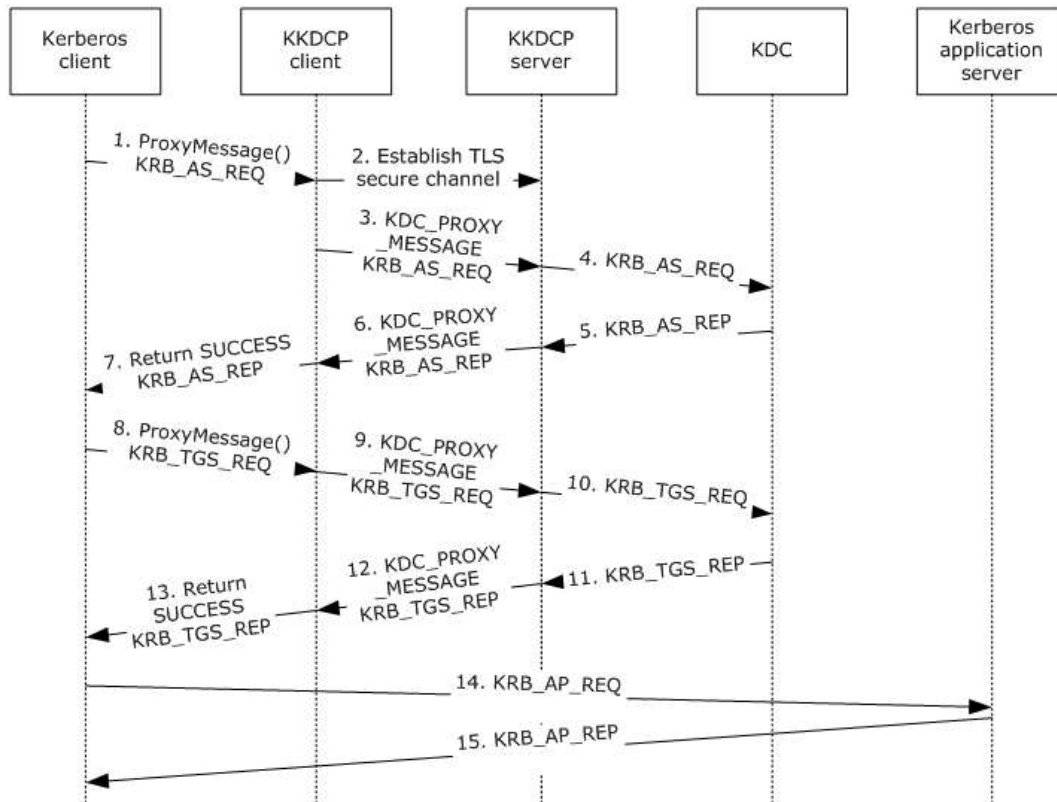 Kerberos
client
KKDCP
client
KKDCP
server
KDC
Kerberos
application
server
1. ProxyMessage()
KRB_AS_REQ
2. Establish TLS
secure channel
3. KDC_PROXY
_MESSAGE
KRB_AS_REQ
4. KRB_AS_REQ
5. KRB_AS_REP
6. KDC_PROXY
_MESSAGE
KRB_AS_REP
7. Return SUCCESS
KRB_AS_REP
8. ProxyMessage()
KRB_TGS_REQ
9. KDC_PROXY
_MESSAGE
KRB_TGS_REQ
10. KRB_TGS_REQ
11. KRB_TGS_REP
12. KDC_PROXY
_MESSAGE
KRB_TGS_REP
13. Return
SUCCESS
KRB_TGS_REP
14. KRB_AP_REQ
15. KRB_AP_REP